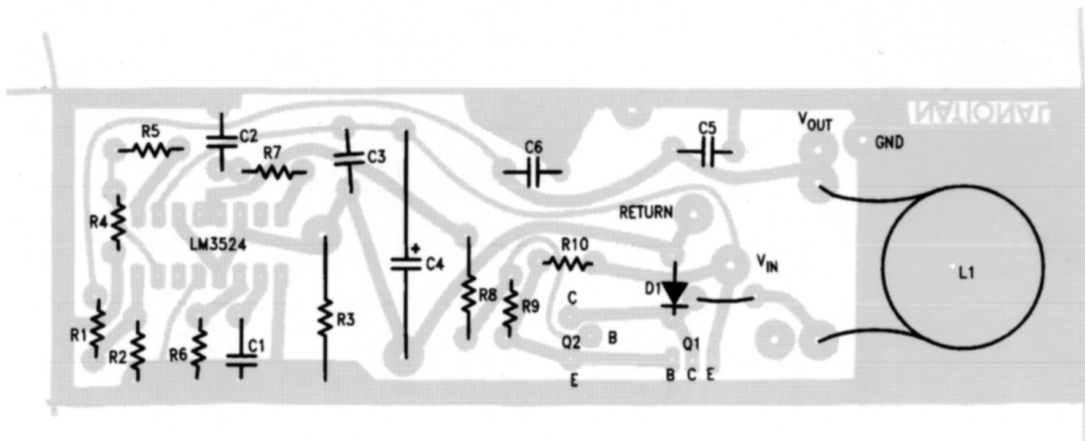 NATIONAL
VOUT
GND
R5
C2
R7
C3
C6
C5
RETURN
R4
LM3524
C4
R10
VIN
L1
D1
C
R8
R9
R1
R2
R6
C1
R3
Q2
B
Q1
E
B C E